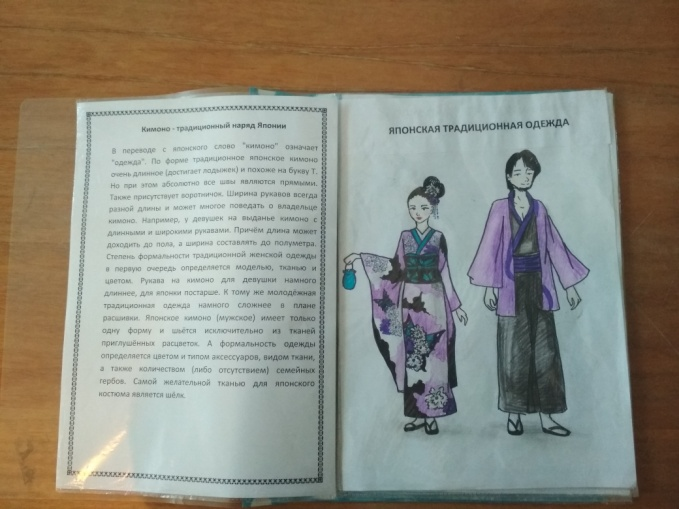 Кимоно - традиционный наряд Японии
В переводе с японского слово "кимоно" означает
"одежда". По форме традиционное японское кимоно
очень длинное (достигает лодыжек) и похоже на букву Т.
Но при этом абсолютно все швы являются прямыми.
Также присутствует воротничок. Ширина рукавов всегда
разной длины и может многое поведать о владельце
кимоно. Например, у девушек на выданье кимоно с
длинными и широкими рукавами. Причём длина может
доходить до пола, а ширина составлять до полуметра.
Степень формальности традиционной женской одежды
в первую очередь определяется моделью, тканью и
цветом. Рукава на кимоно для девушки намного
длиннее, для японки постарше. К тому же молодёжная
традиционная одежда намного сложнее в плане
расшивки. Японское кимоно (мужское) имеет только
одну форму и шьётся исключительно из тканей
приглушённых расцветок. А формальность одежды
определяется цветом и типом аксессуаров, видом ткани,
а также количеством (либо отсутствием) семейных
гербов. Самой желательной тканью для японского
костюма является шёлк.
ЯПОНСКАЯ ТРАДИЦИОННАЯ ОДЕЖДА